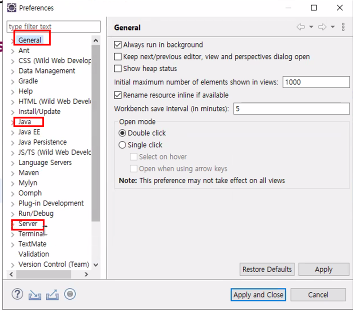 Preferences
type filter text
General
Ant
CSS (Wild Web Develop
Data Management
Gradle
Help
HTML (Wild Web Develo
Install/Update
Java
Java EE
Java Persistence
JS/TS (Wild Web Develo
Language Servers
Maven
Mylyn
Oomph
Plug-in Development
Run/Debug
Server
Terminal
TextMate
Validation
Version Control (Team)
General
Always run in background
Keep next/previous editor, view and perspectives dialog open
Show heap status
Initial maximum number of elements shown in views: 1000
Rename resource inline if available
Workbench save interval (in minutes): 5
Open mode
Double click
Single click
Select on hover
Open when using arrow keys
Note: This preference may not take effect on all views
Restore Defaults Apply
Apply and Close Cancel